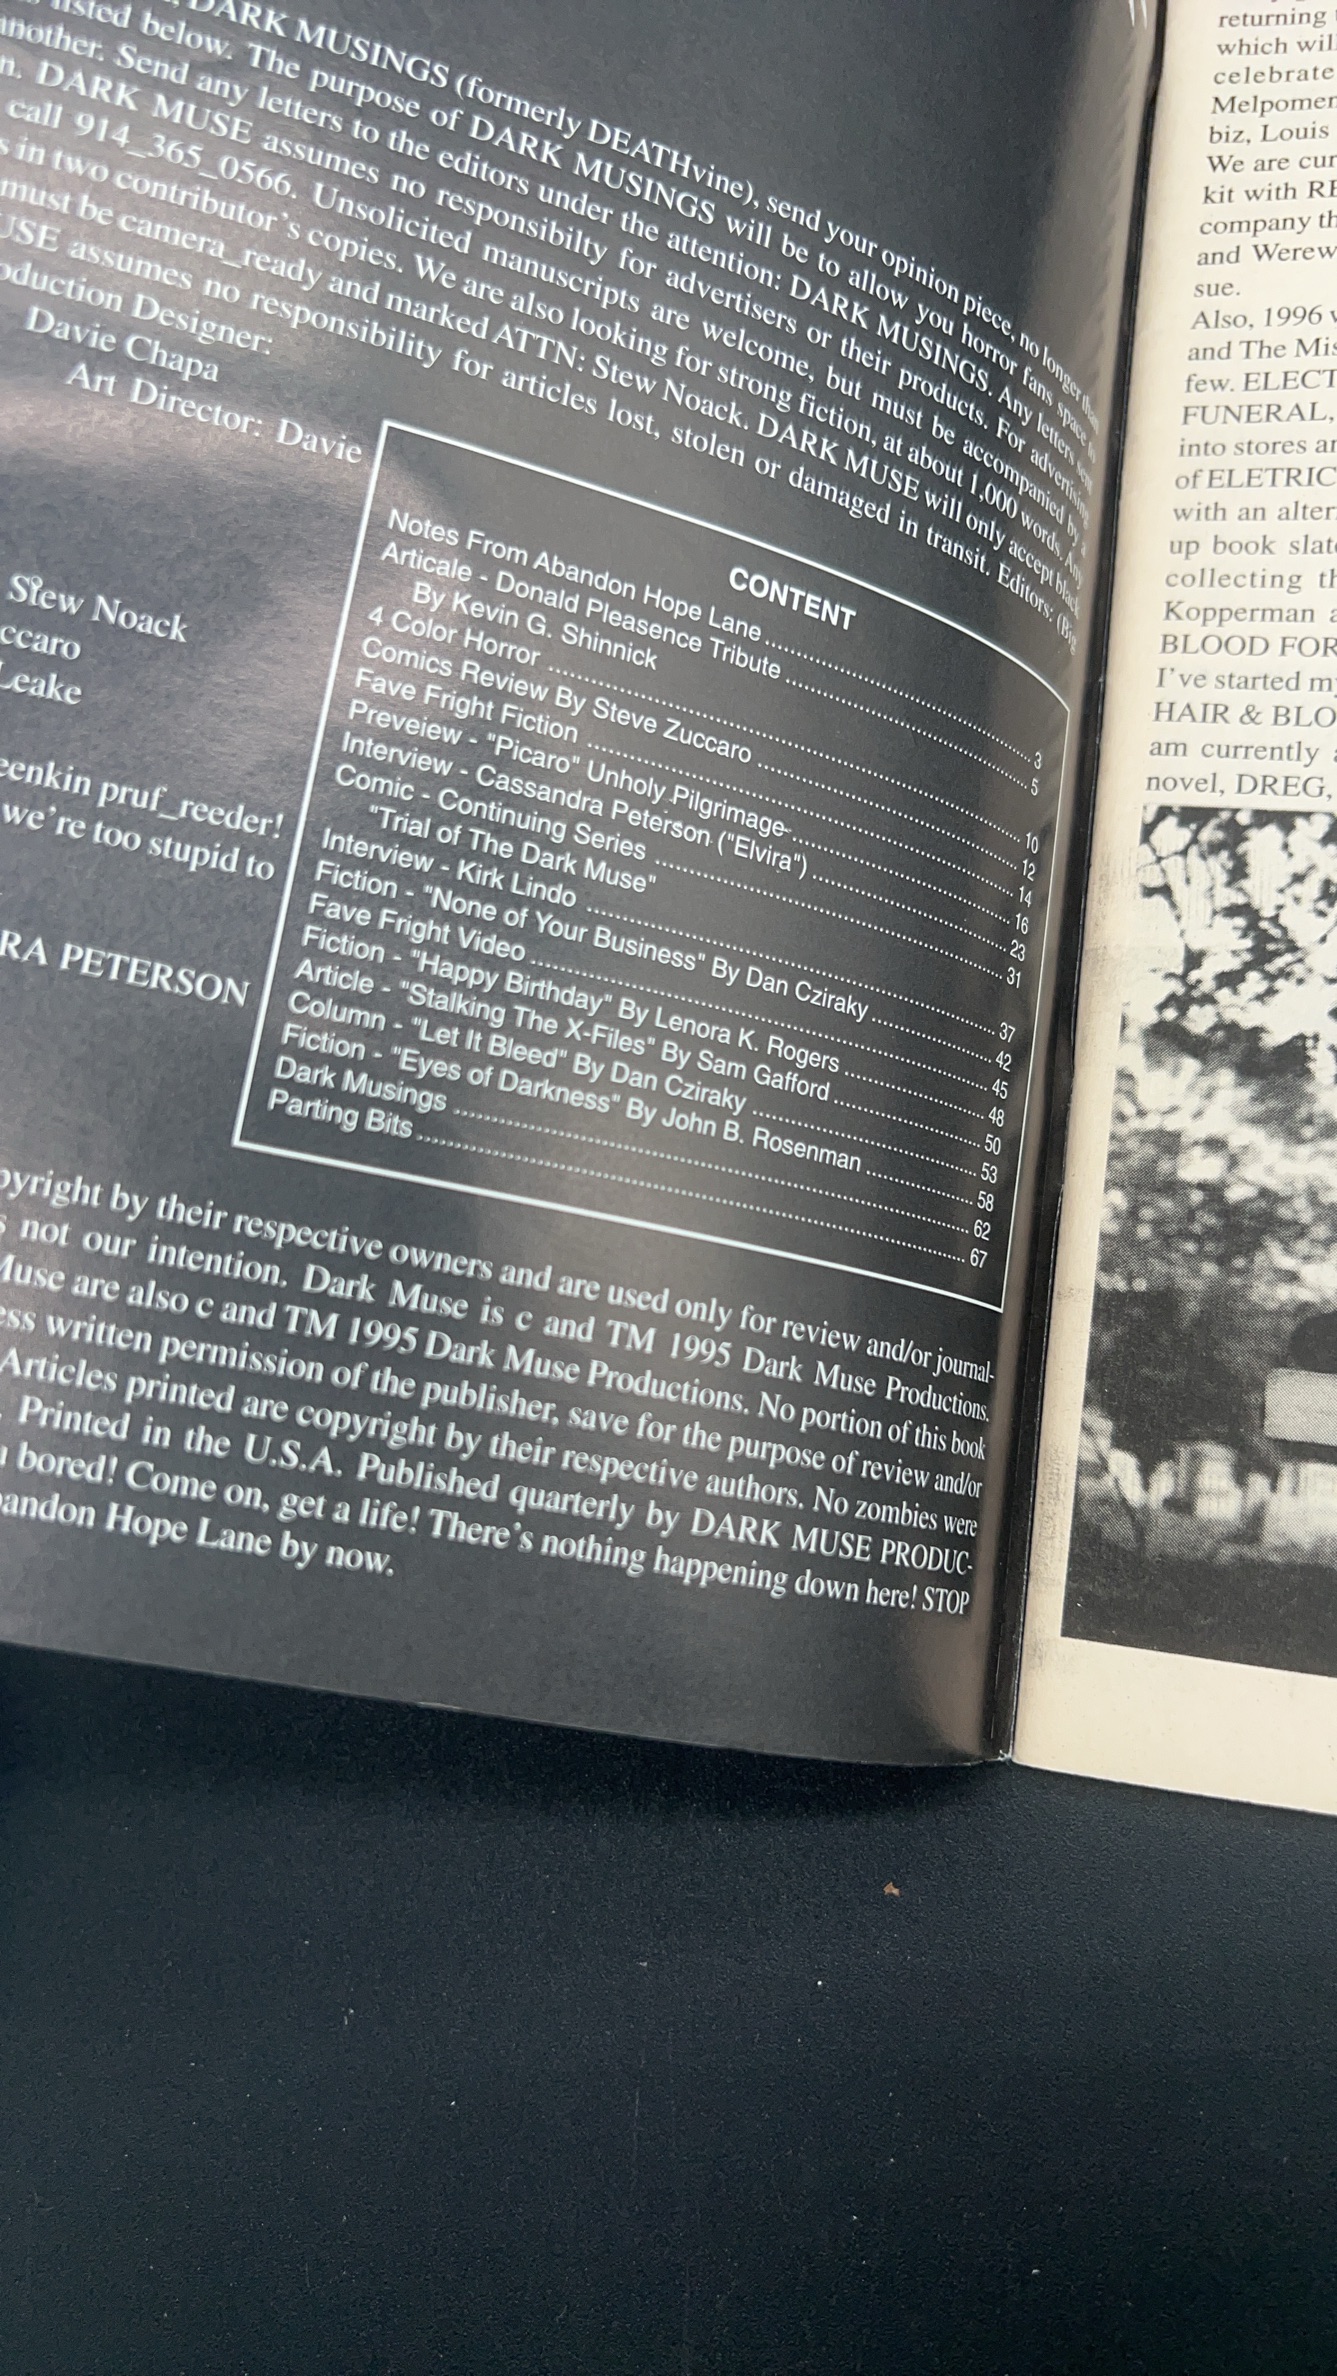 DARK MUSINGS (formerly DEATHvine), send your opinion piece, no longer than
listed below. The purpose of DARK MUSINGS will be to allow you horror fans space to
another. Send any letters to the editors under the attention: DARK MUSINGS. Any letters sent
n. DARK MUSE assumes no responsibilty for advertisers or their products. For advertising
call 914_365_0566. Unsolicited manuscripts are welcome, but must be accompanied by a
s in two contributor's copies. We are also looking for strong fiction, at about 1,000 words. Any
must be camera_ready and marked ATTN: Stew Noack. DARK MUSE will only accept black
USE assumes no responsibility for articles lost, stolen or damaged in transit. Editors: (Big
oduction Designer:
Davie Chapa
Art Director: Davie
Stew Noack
ccaro
Leake
eenkin pruf_reeder!
we're too stupid to
RA PETERSON
CONTENT
Notes From Abandon Hope Lane 3
Articale - Donald Pleasence Tribute 5
By Kevin G. Shinnick
4 Color Horror 10
Comics Review By Steve Zuccaro 12
Fave Fright Fiction 14
Preveiew - "Picaro" Unholy Pilgrimage 16
Interview - Cassandra Peterson ("Elvira") 23
Comic - Continuing Series 31
"Trial of The Dark Muse"
Interview - Kirk Lindo 37
Fiction - "None of Your Business" By Dan Cziraky 42
Fave Fright Video 45
Fiction - "Happy Birthday" By Lenora K. Rogers 48
Article - "Stalking The X-Files" By Sam Gafford 50
Column - "Let It Bleed" By Dan Cziraky 53
Fiction - "Eyes of Darkness" By John B. Rosenman 58
Dark Musings 62
Parting Bits 67
pyright by their respective owners and are used only for review and/or journal-
s not our intention. Dark Muse is c and TM 1995 Dark Muse Productions.
Muse are also c and TM 1995 Dark Muse Productions. No portion of this book
ess written permission of the publisher, save for the purpose of review and/or
Articles printed are copyright by their respective authors. No zombies were
. Printed in the U.S.A. Published quarterly by DARK MUSE PRODUC-
u bored! Come on, get a life! There's nothing happening down here! STOP
bandon Hope Lane by now.
returning
which will
celebrate
Melpomen
biz, Louis
We are cur
kit with RE
company th
and Werew
sue.
Also, 1996 w
and The Mis
few. ELECT
FUNERAL,
into stores an
of ELETRIC
with an altern
up book slate
collecting th
Kopperman a
BLOOD FOR
I've started my
HAIR & BLO
am currently a
novel, DREG,